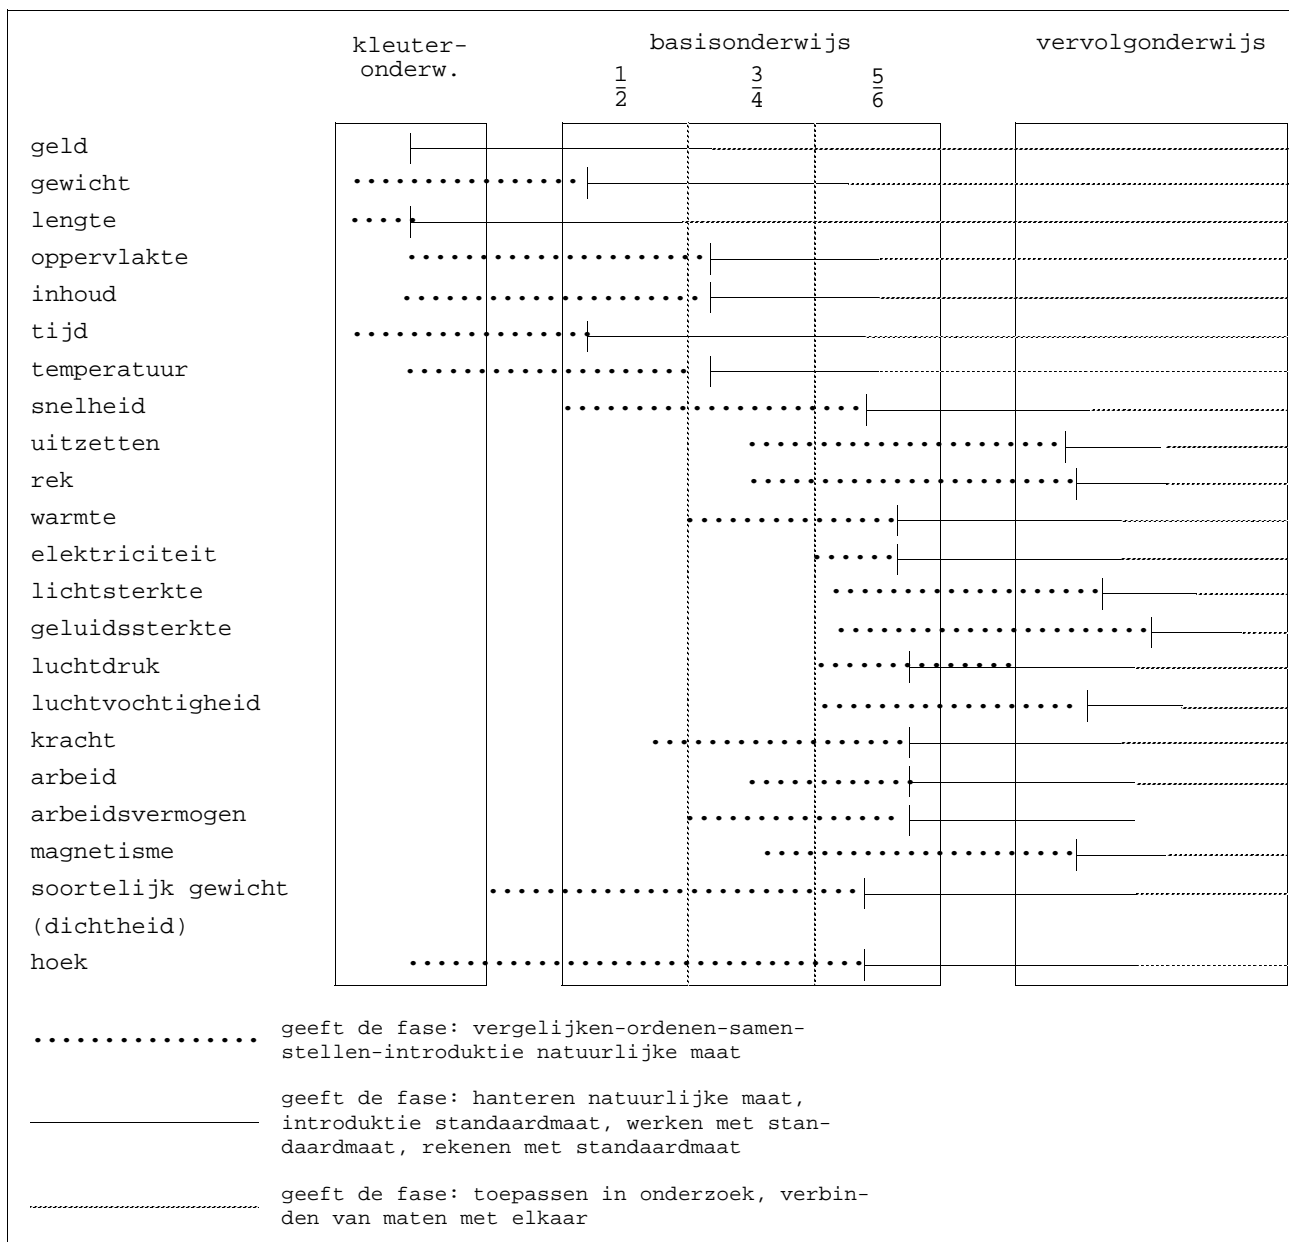 kleuter-
onderw.
basisonderwijs
vervolgonderwijs
1/2
3/4
5/6
geld
gewicht
lengte
oppervlakte
inhoud
tijd
temperatuur
snelheid
uitzetten
rek
warmte
elektriciteit
lichtsterkte
geluidssterkte
luchtdruk
luchtvochtigheid
kracht
arbeid
arbeidsvermogen
magnetisme
soortelijk gewicht
(dichtheid)
hoek
geeft de fase: vergelijken-ordenen-samen-
stellen-introduktie natuurlijke maat
geeft de fase: hanteren natuurlijke maat,
introduktie standaardmaat, werken met stan-
daardmaat, rekenen met standaardmaat
geeft de fase: toepassen in onderzoek, verbin-
den van maten met elkaar